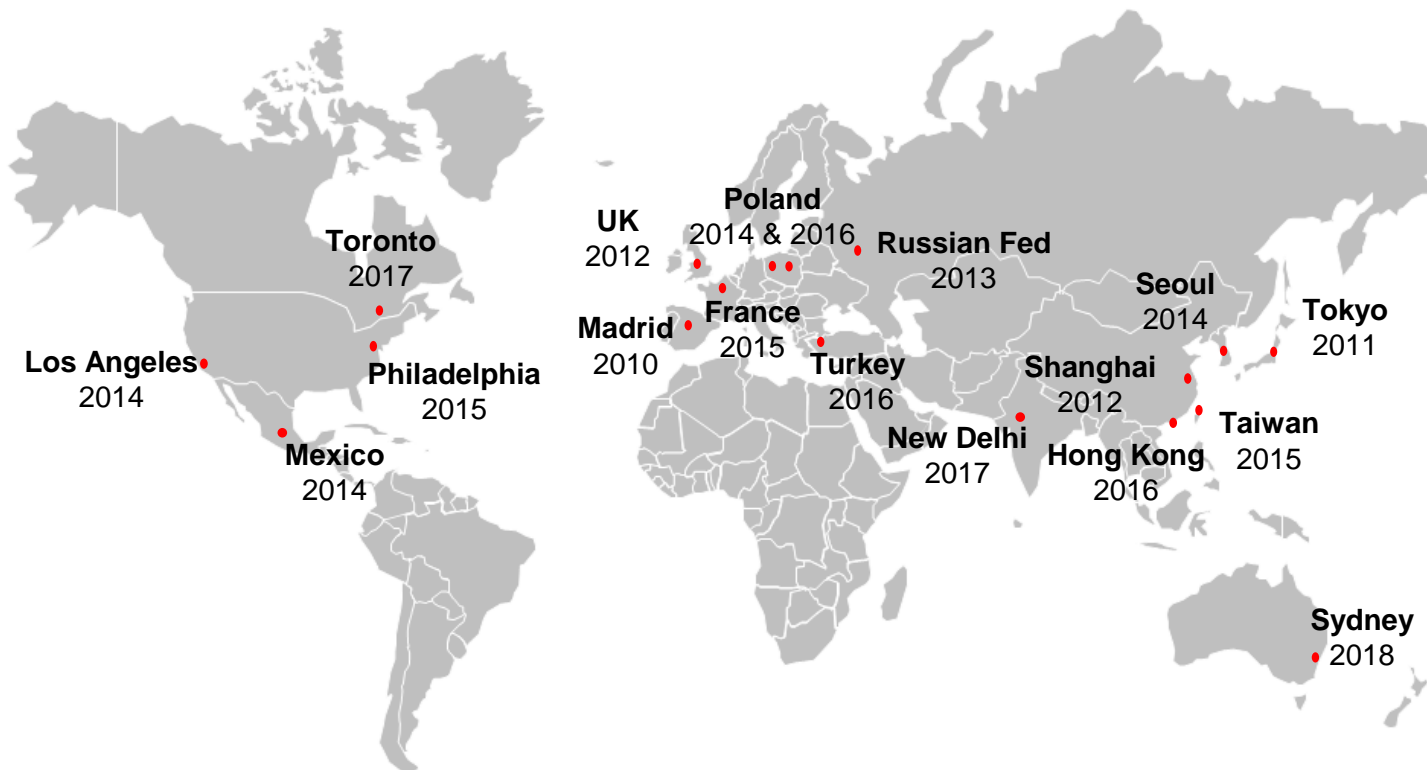 Poland
2014 & 2016
UK
2012
Toronto
2017
Russian Fed
2013
Seoul
2014
Tokyo
2011
Madrid
2010
France
2015
Los Angeles
2014
Philadelphia
2015
Turkey
2016
Shanghai
2012
New Delhi
2017
Hong Kong
2016
Taiwan
2015
Mexico
2014
Sydney
2018